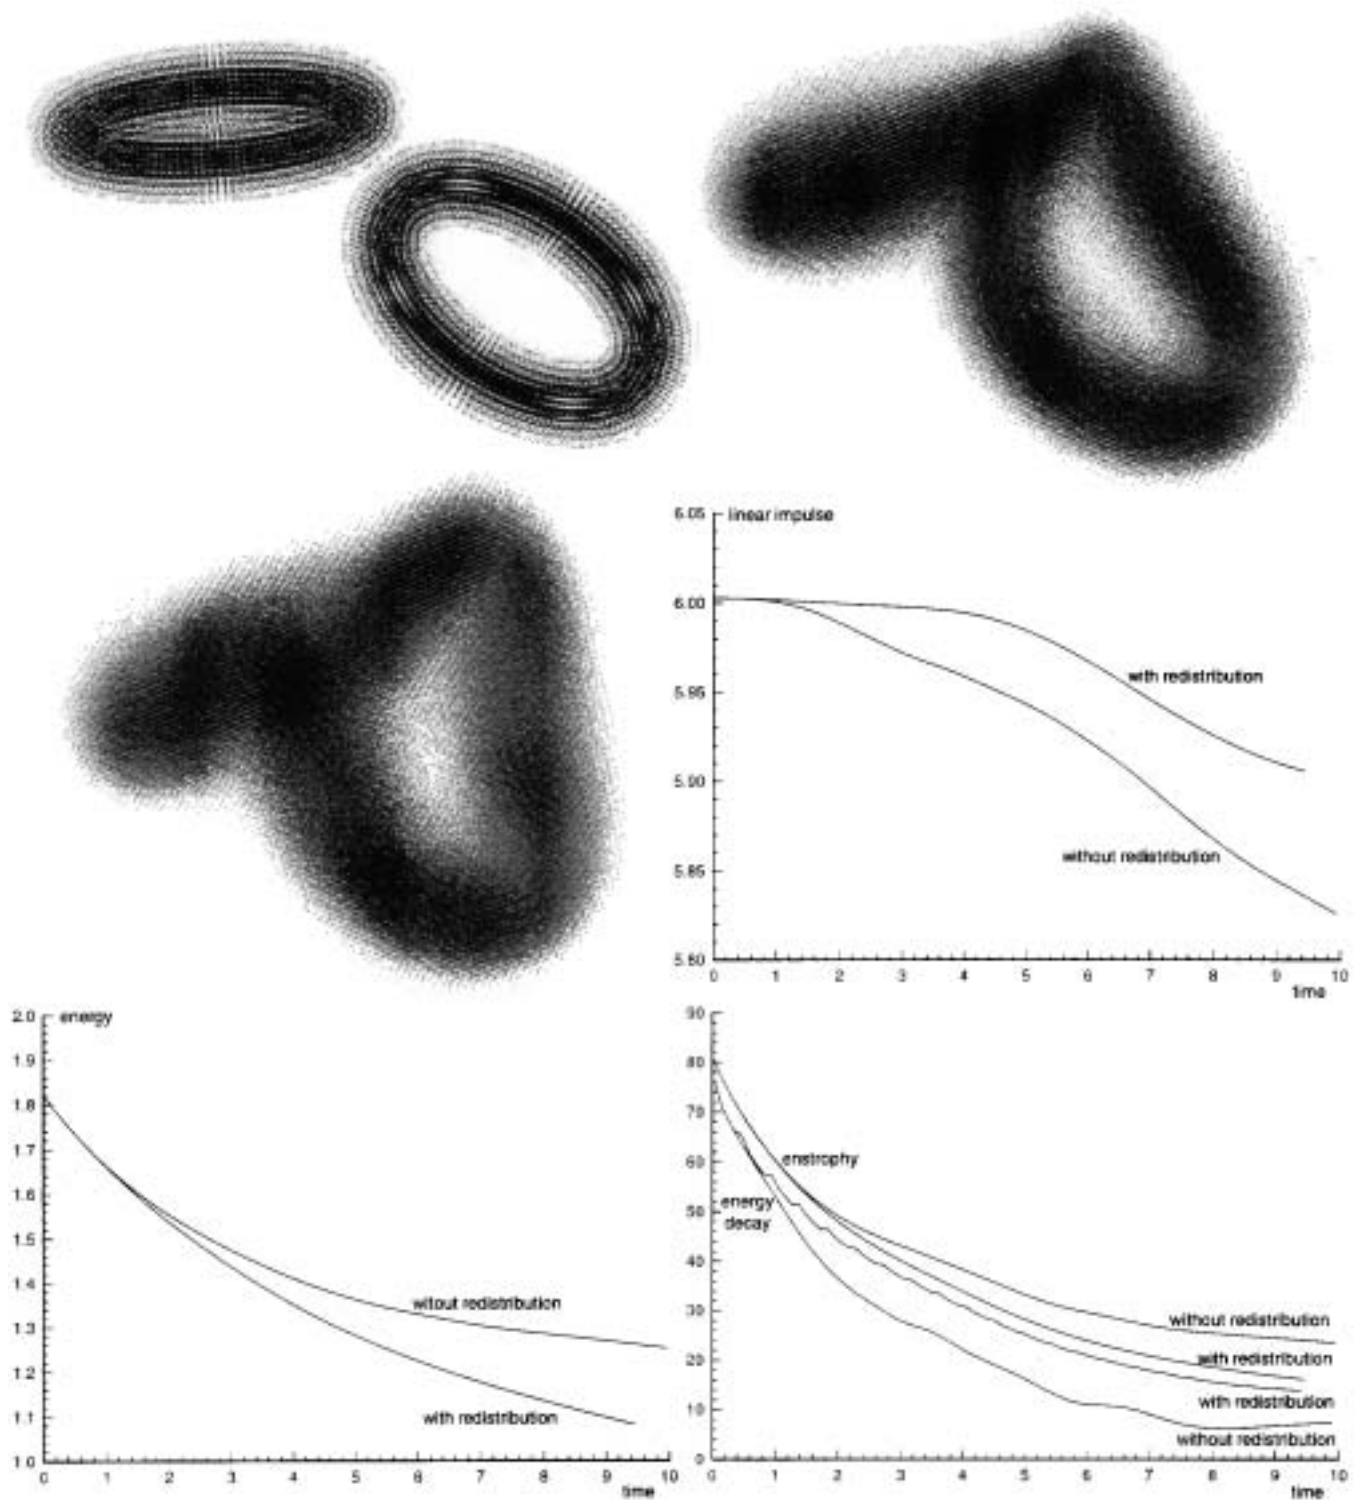 6.05
linear impulse
6.00
5.95
with redistribution
5.90
without redistribution
5.85
5.80
0 1 2 3 4 5 6 7 8 9 10
time
2.0
energy
1.9
1.8
1.7
1.6
1.5
1.4
1.3
1.2
1.1
1.0
witout redistribution
with redistribution
0 1 2 3 4 5 6 7 8 9 10
time
90
80
70
60
50
40
30
20
10
0
enstrophy
energy
decay
without redistribution
with redistribution
with redistribution
without redistribution
0 1 2 3 4 5 6 7 8 9 10
time